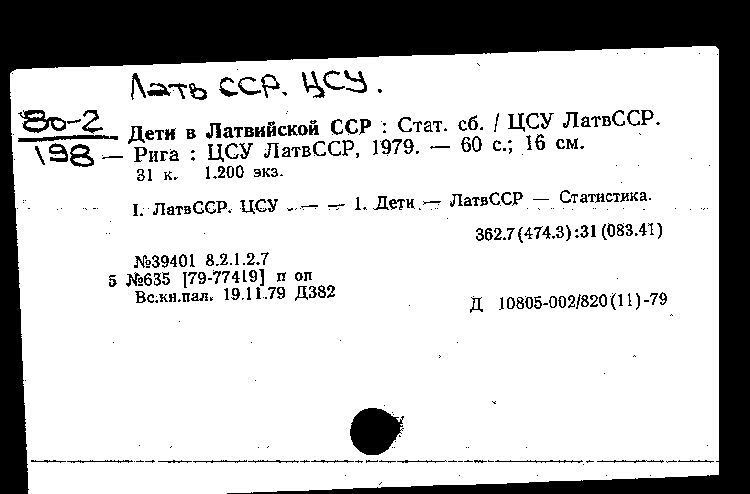 Латв ССР. ЦСУ.
80-2
198
Дети в Латвийской ССР : Стат. сб. / ЦСУ ЛатвССР.
— Рига : ЦСУ ЛатвССР, 1979. — 60 с.; 16 см.
31 к. 1.200 экз.
I. ЛатвССР. ЦСУ — — 1. Дети — ЛатвССР — Статистика.
362.7(474.3):31(083.41)
№39401 8.2.1.2.7
5 №635 [79-77419] п оп
Вс.кн.пал. 19.11.79 Д382
Д 10805-002/820(11)-79